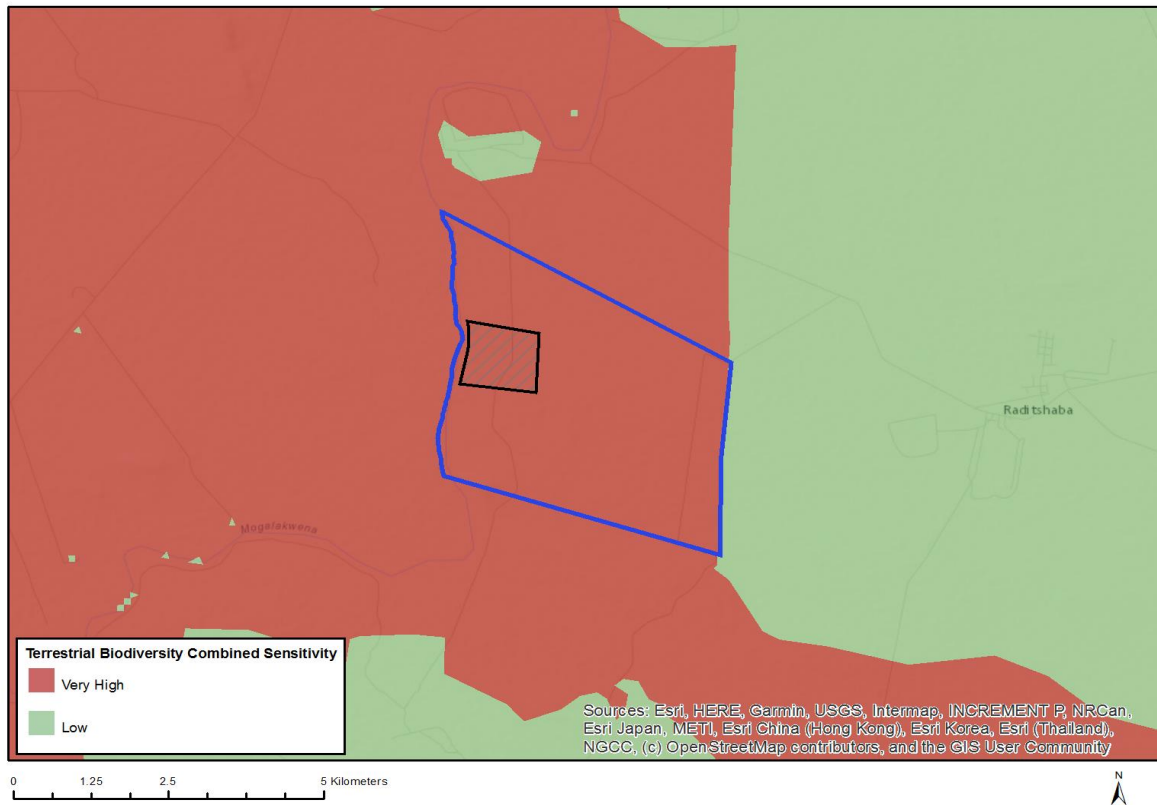 Raditshaba
Mogalakwena
Terrestrial Biodiversity Combined Sensitivity
Very High
Low
Sources: Esri, HERE, Garmin, USGS, Intermap, INCREMENT P, NRCan,
Esri Japan, METI, Esri China (Hong Kong), Esri Korea, Esri (Thailand),
NGCC, (c) OpenStreetMap contributors, and the GIS User Community
0 1.25 2.5 5 Kilometers
N